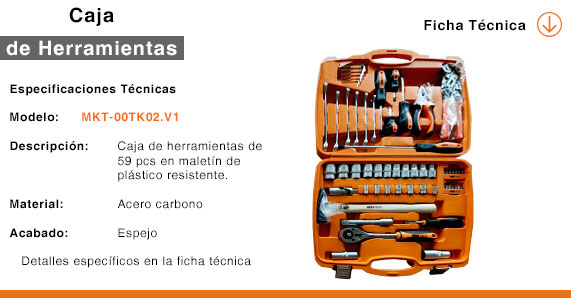 Caja
de Herramientas
Ficha Técnica
Especificaciones Técnicas
Modelo: MKT-00TK02.V1
Descripción: Caja de herramientas de
59 pcs en maletín de
plástico resistente.
Material: Acero carbono
Acabado: Espejo
Detalles específicos en la ficha técnica